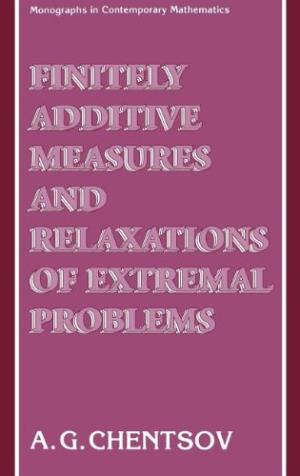 Monographs in Contemporary Mathematics
FINITELY
ADDITIVE
MEASURES
AND
RELAXATIONS
OF EXTREMAL
PROBLEMS
A. G. CHENTSOV